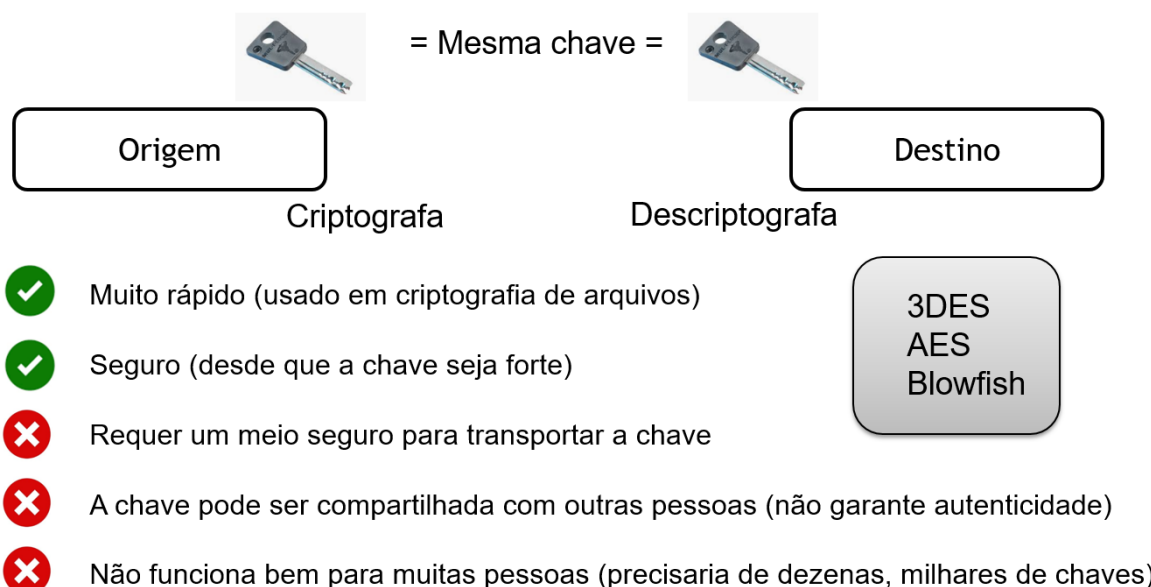 = Mesma chave =
Origem
Destino
Criptografa
Descriptografa
Muito rápido (usado em criptografia de arquivos)
Seguro (desde que a chave seja forte)
Requer um meio seguro para transportar a chave
A chave pode ser compartilhada com outras pessoas (não garante autenticidade)
Não funciona bem para muitas pessoas (precisaria de dezenas, milhares de chaves)
3DES
AES
Blowfish